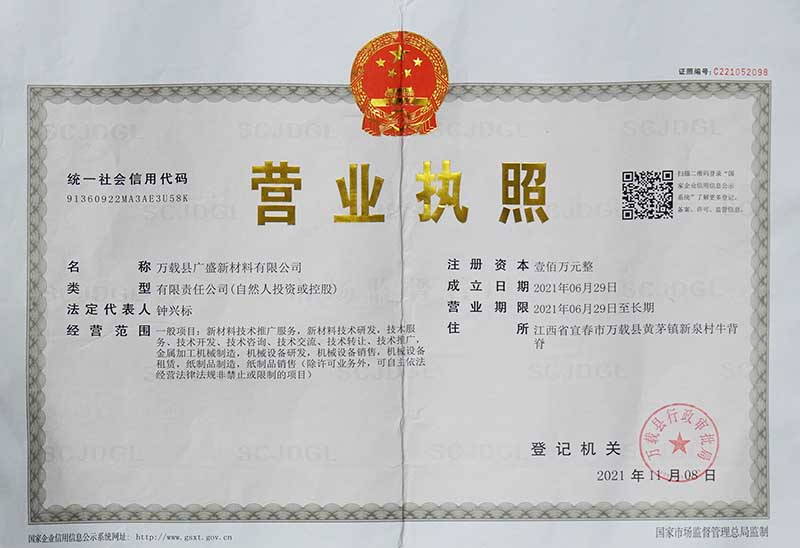 证照编号:C221052098
统一社会信用代码
91360922MA3AE3U58K
营业执照
扫描二维码登录“国
家企业信用信息公示
系统”了解更多登记、
备案、许可、监管信息。
名称 万载县广盛新材料有限公司
类型 有限责任公司(自然人投资或控股)
法定代表人 钟兴标
经营范围 一般项目:新材料技术推广服务,新材料技术研发,技术服
务、技术开发、技术咨询、技术交流、技术转让、技术推广,
金属加工机械制造,机械设备研发,机械设备销售,机械设备
租赁,纸制品制造,纸制品销售(除许可业务外,可自主依法
经营法律法规非禁止或限制的项目)
注册资本 壹佰万元整
成立日期 2021年06月29日
营业期限 2021年06月29日至长期
住所 江西省宜春市万载县黄茅镇新泉村牛背
脊
登记机关
万载县行政审批局
2021 年 11 月 08 日
国家企业信用信息公示系统网址: http://www.gsxt.gov.cn
国家市场监督管理总局监制
SCJDGL
SCJDGL
SCJDGL
SCJDGL
SCJDGL